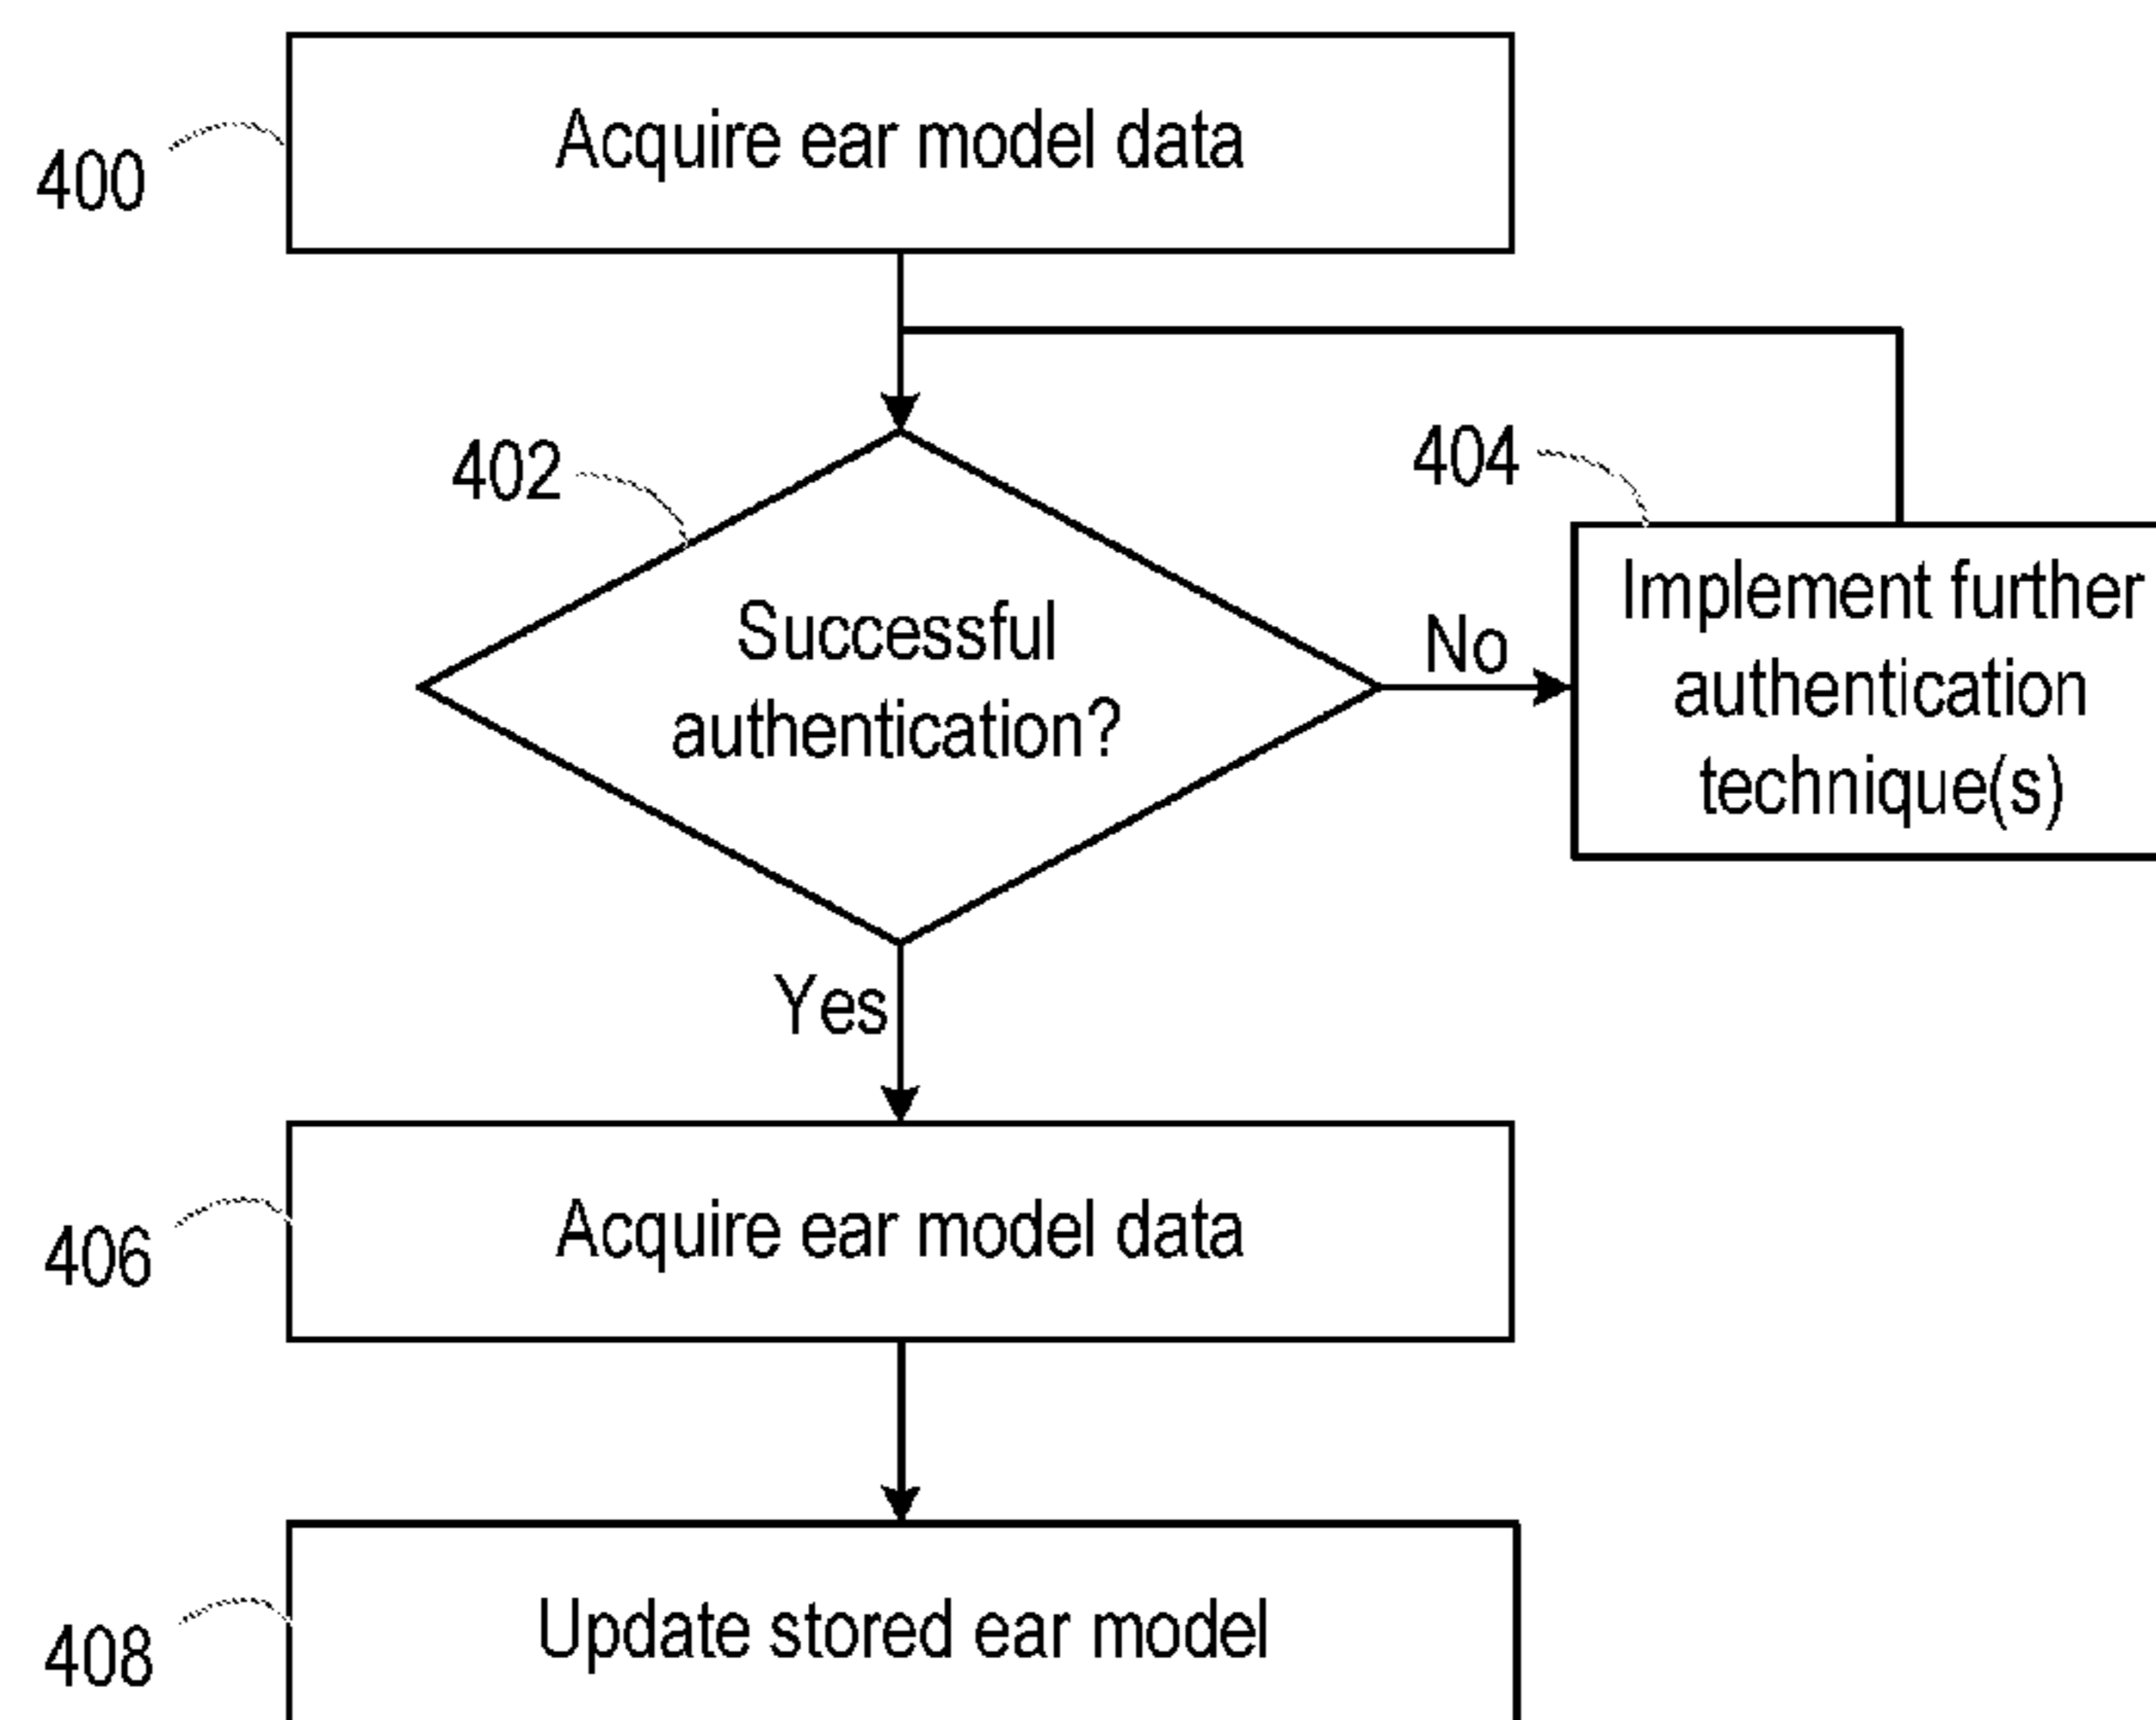 400
Acquire ear model data
402
Successful
authentication?
No
404
Implement further
authentication
technique(s)
Yes
406
Acquire ear model data
408
Update stored ear model